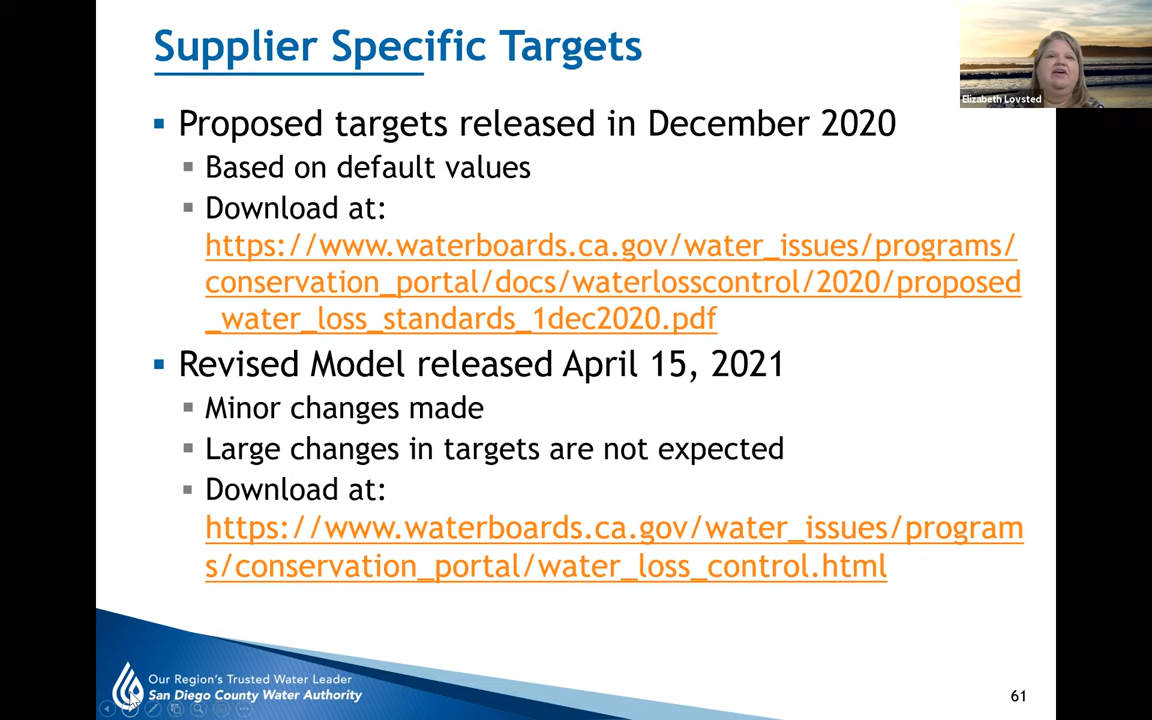 Supplier Specific Targets
Elizabeth Lovsted
▪ Proposed targets released in December 2020
▪ Based on default values
▪ Download at:
https://www.waterboards.ca.gov/water_issues/programs/
conservation_portal/docs/waterlosscontrol/2020/proposed
_water_loss_standards_1dec2020.pdf
▪ Revised Model released April 15, 2021
▪ Minor changes made
▪ Large changes in targets are not expected
▪ Download at:
https://www.waterboards.ca.gov/water_issues/program
s/conservation_portal/water_loss_control.html
Our Region's Trusted Water Leader
San Diego County Water Authority
61